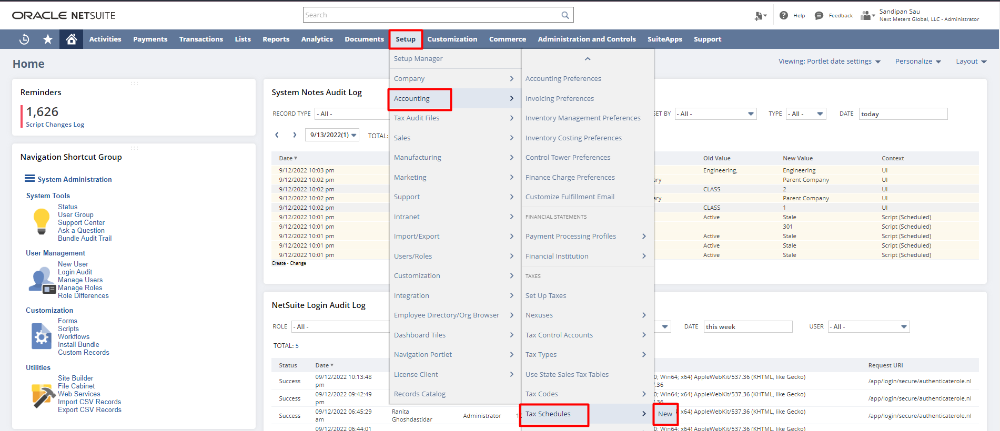 ORACLE NETSUITE
Search
Help
Feedback
Sandipan Sau
Next Meters Global, LLC - Administrator
Activities Payments Transactions Lists Reports Analytics Documents Setup Customization Commerce Administration and Controls SuiteApps Support
Home
Viewing: Portlet date settings Personalize Layout
Setup Manager
Company
Accounting
Tax Audit Files
Sales
Manufacturing
Marketing
Support
Intranet
Import/Export
Users/Roles
Customization
Integration
Employee Directory/Org Browser
Dashboard Tiles
Navigation Portlet
License Client
Records Catalog
Accounting Preferences
Invoicing Preferences
Inventory Management Preferences
Inventory Costing Preferences
Control Tower Preferences
Finance Charge Preferences
Customize Fulfillment Email
FINANCIAL STATEMENTS
Payment Processing Profiles
Financial Institution
TAXES
Set Up Taxes
Nexuses
Tax Control Accounts
Tax Types
Use State Sales Tax Tables
Tax Codes
Tax Schedules
New
Reminders
1,626
Script Changes Log
Navigation Shortcut Group
System Administration
System Tools
Status
User Group
Support Center
Ask a Question
Bundle Audit Trail
User Management
New User
Login Audit
Manage Users
Manage Roles
Role Differences
Customization
Forms
Scripts
Workflows
Install Bundle
Custom Records
Utilities
Site Builder
File Cabinet
Web Services
Import CSV Records
Export CSV Records
System Notes Audit Log
RECORD TYPE - All - SET BY - All - TYPE - All - DATE today
9/13/2022(1) TOTAL:
Date Old Value New Value Context
9/12/2022 10:03 pm Engineering, Engineering UI
9/12/2022 10:02 pm ary Parent Company UI
9/12/2022 10:02 pm CLASS 2 UI
9/12/2022 10:02 pm ary Parent Company UI
9/12/2022 10:02 pm CLASS 1 UI
9/12/2022 10:01 pm Active Stale Script (Scheduled)
9/12/2022 10:01 pm 301 Script (Scheduled)
9/12/2022 10:01 pm Active Stale Script (Scheduled)
9/12/2022 10:01 pm Active Stale Script (Scheduled)
9/12/2022 10:01 pm Active Stale Script (Scheduled)
Create • Change
NetSuite Login Audit Log
ROLE - All - DATE this week USER - All -
TOTAL: 5
Status Date Request URI
Success 09/12/2022 10:13:48 pm 0; Win64; x64) AppleWebKit/537.36 (KHTML, like Gecko) 7.36 /app/login/secure/authenticaterole.nl
Success 09/12/2022 09:42:49 pm 0; Win64; x64) AppleWebKit/537.36 (KHTML, like Gecko) 7.36 /app/login/secure/authenticaterole.nl
Success 09/12/2022 06:45:29 am Ranita Ghoshdastidar Administrator x64) AppleWebKit/537.36 (KHTML, like Gecko) /app/login/secure/authenticaterole.nl
09/12/2022 06:44:01 0; Win64; x64) AppleWebKit/537.36 (KHTML, like Gecko)